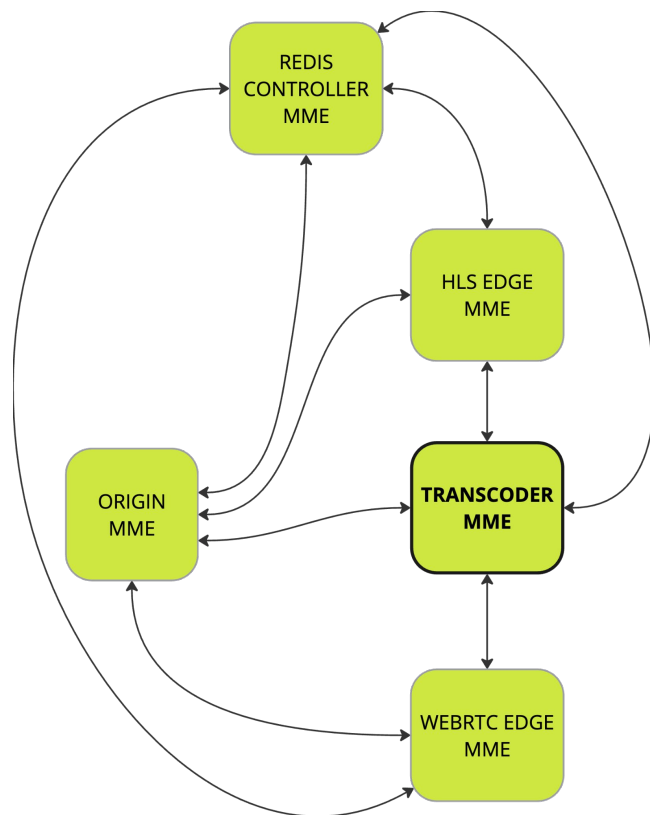 REDIS
CONTROLLER
MME
HLS EDGE
MME
ORIGIN
MME
TRANSCODER
MME
WEBRTC EDGE
MME